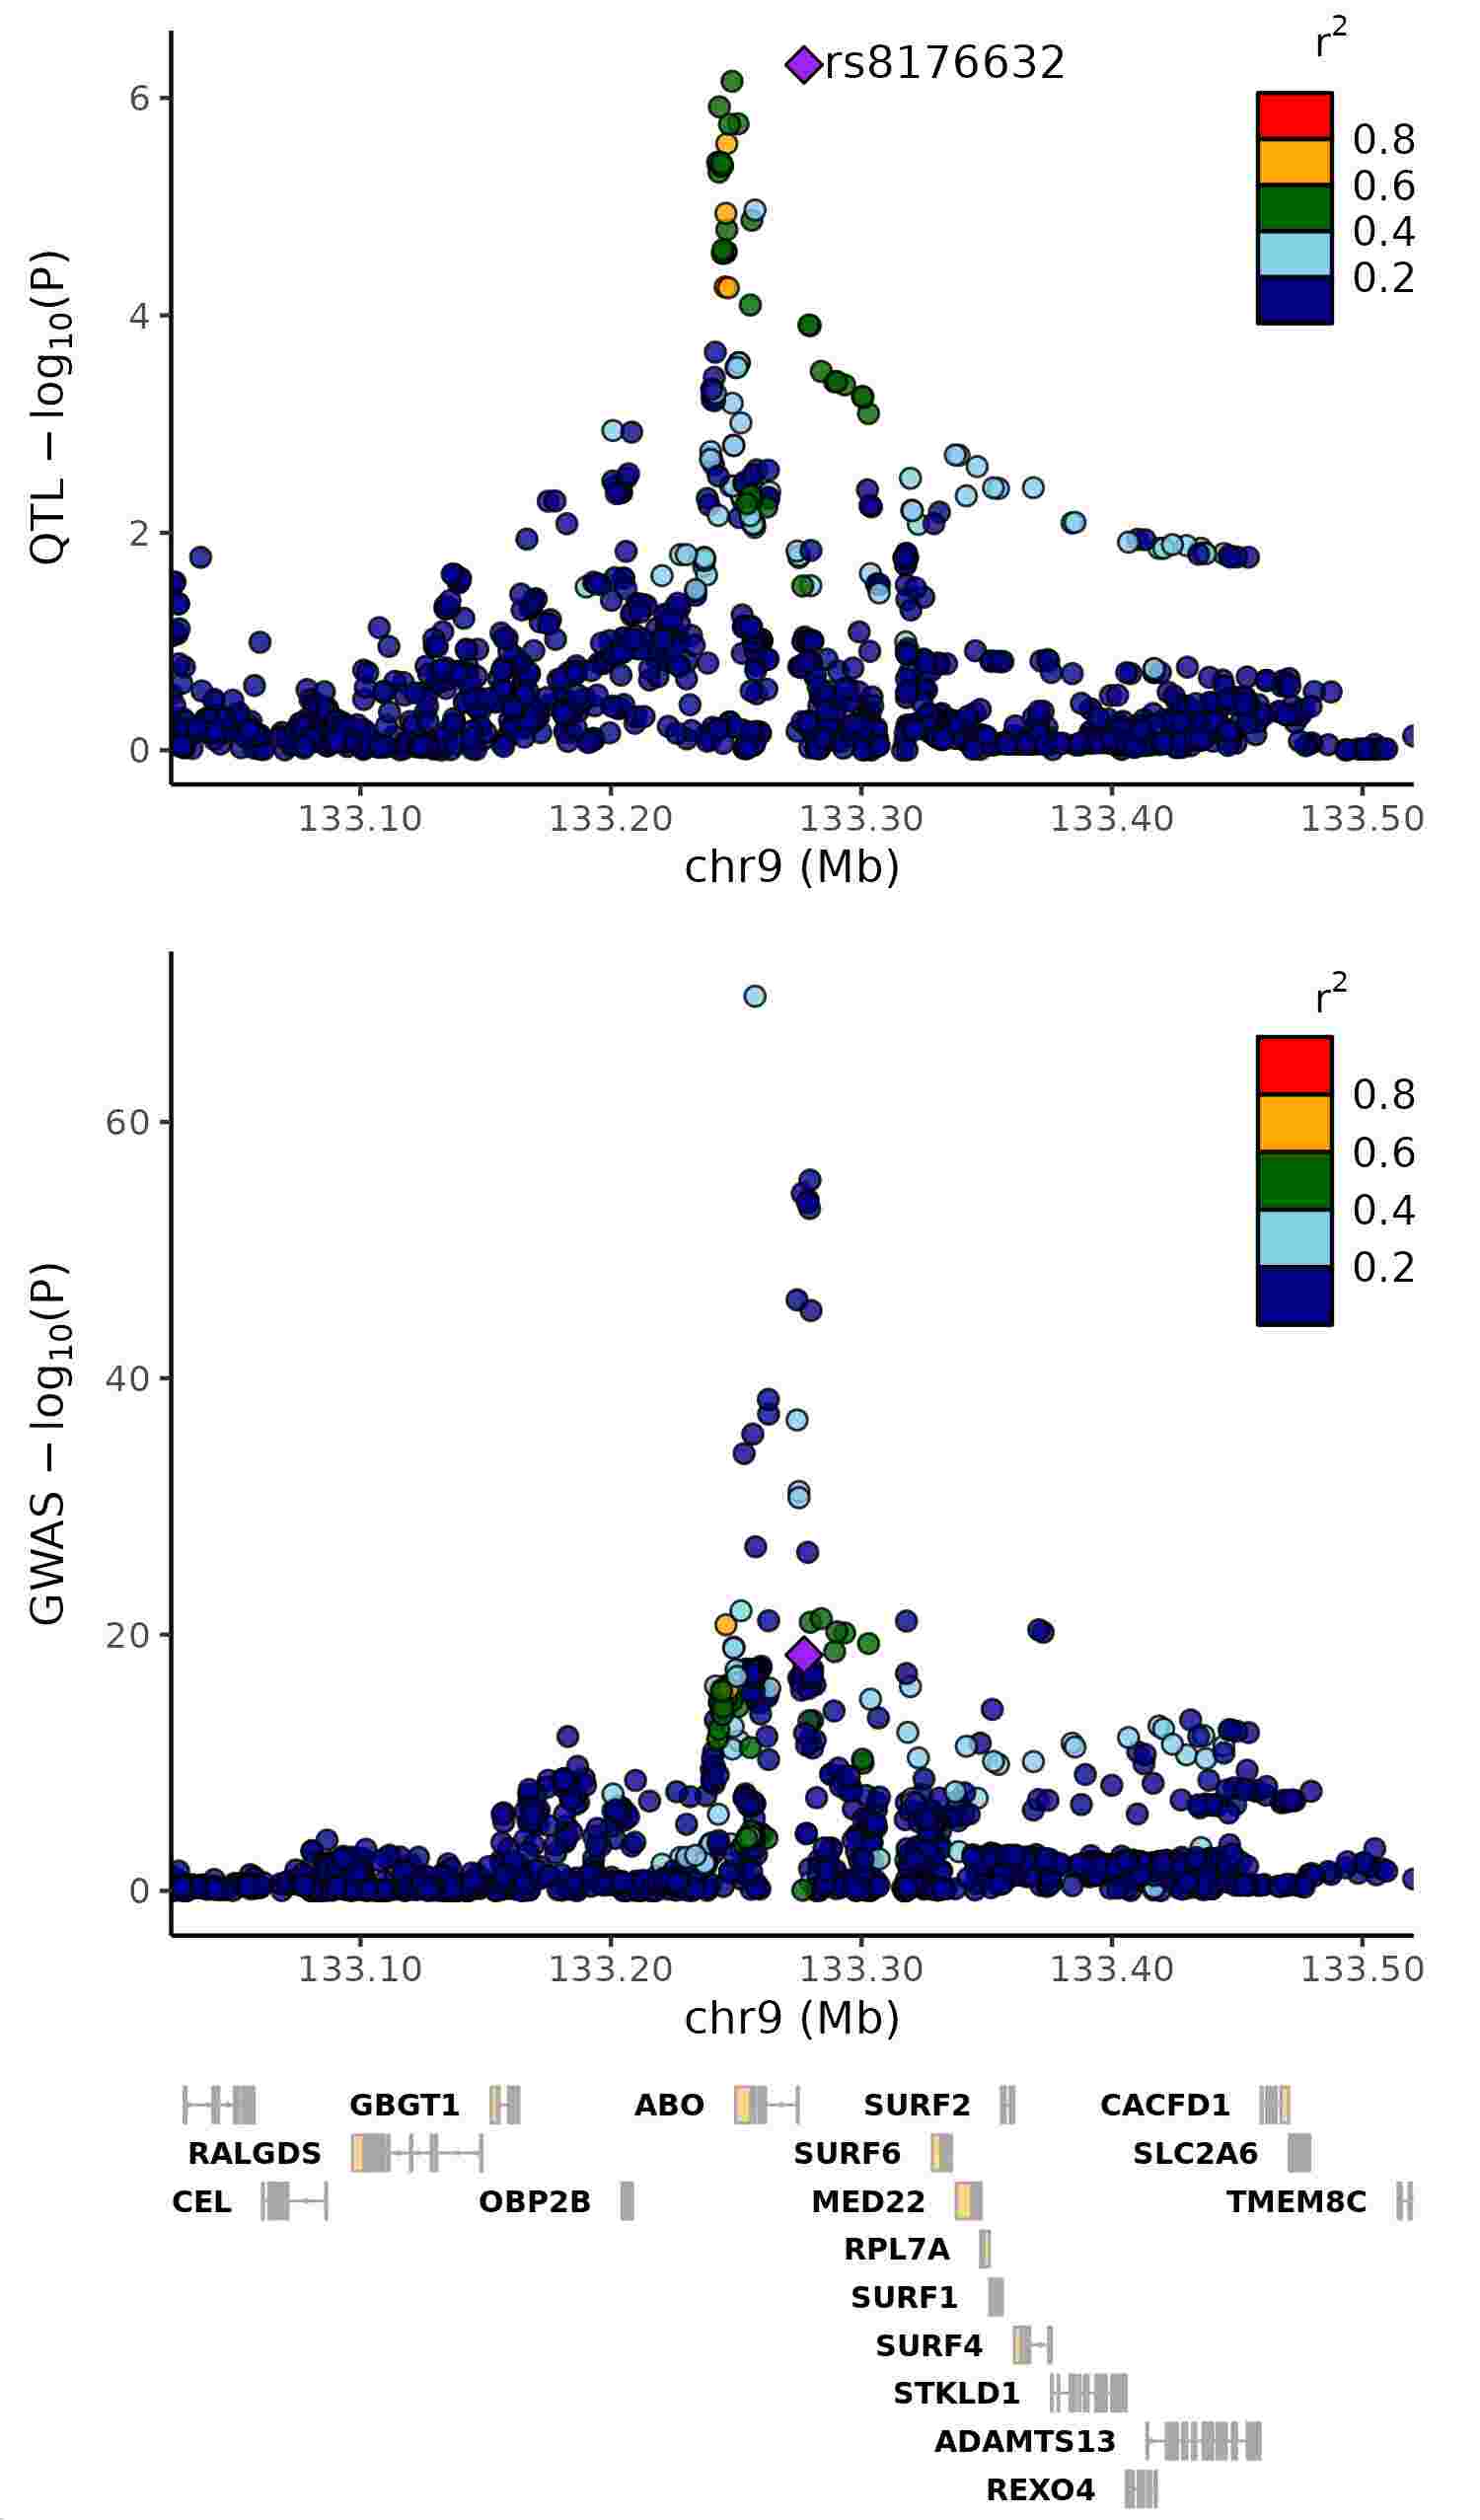 r²
rs8176632
6
4
2
0
0.8
0.6
0.4
0.2
QTL −log₁₀(P)
133.10 133.20 133.30 133.40 133.50
chr9 (Mb)
r²
60
40
20
0
0.8
0.6
0.4
0.2
GWAS −log₁₀(P)
133.10 133.20 133.30 133.40 133.50
chr9 (Mb)
GBGT1 ABO SURF2 CACFD1
RALGDS SURF6 SLC2A6
CEL OBP2B MED22 TMEM8C
RPL7A
SURF1
SURF4
STKLD1
ADAMTS13
REXO4